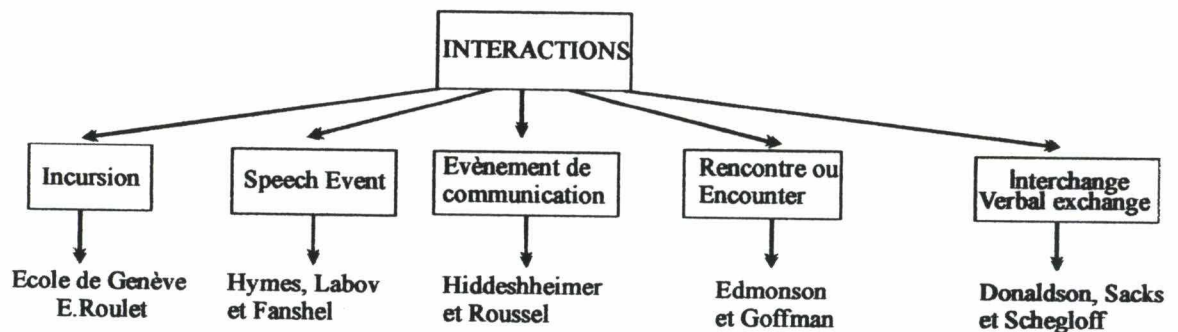 INTERACTIONS
Incursion
Speech Event
Evènement de
communication
Rencontre ou
Encounter
Interchange
Verbal exchange
Ecole de Genève
E.Roulet
Hymes, Labov
et Fanshel
Hiddeshheimer
et Roussel
Edmonson
et Goffman
Donaldson, Sacks
et Schegloff